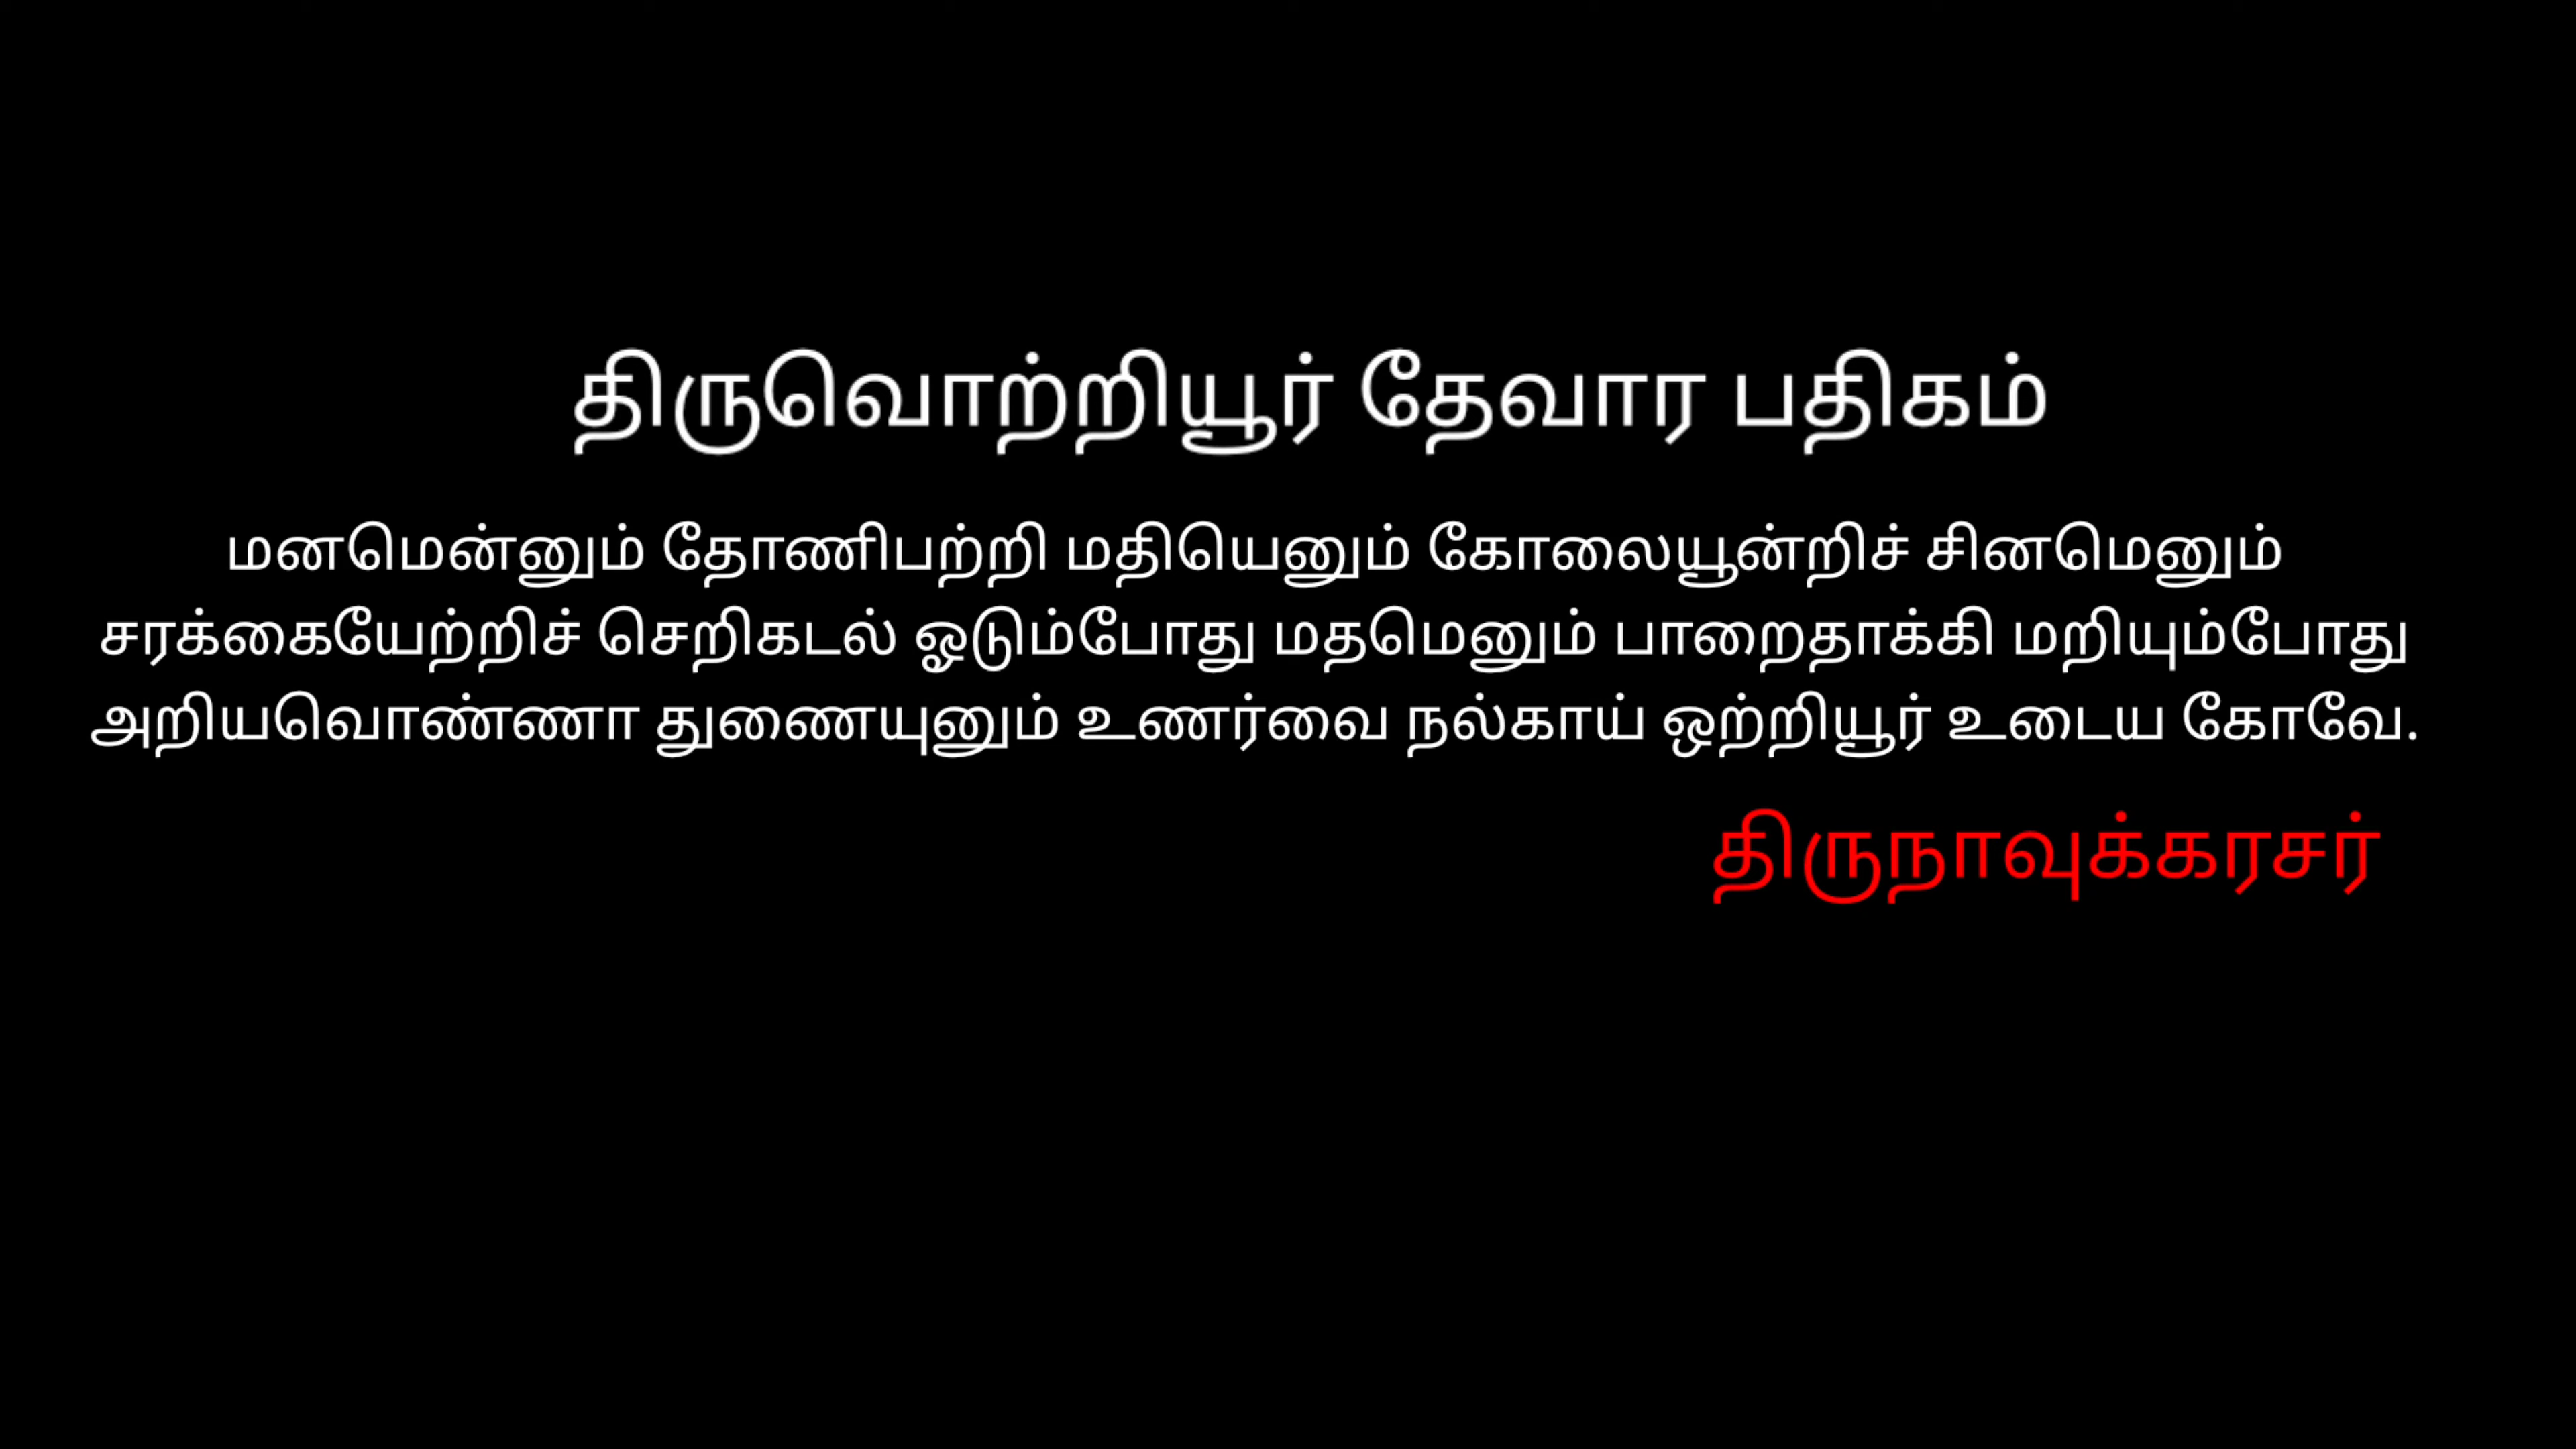 திருவொற்றியூர் தேவார பதிகம்
மனமென்னும் தோணிபற்றி மதியெனும் கோலையூன்றிச் சினமெனும்
சரக்கையேற்றிச் செறிகடல் ஓடும்போது மதமெனும் பாறைதாக்கி மறியும்போது
அறியவொண்ணா துணையுனும் உணர்வை நல்காய் ஒற்றியூர் உடைய கோவே.
திருநாவுக்கரசர்